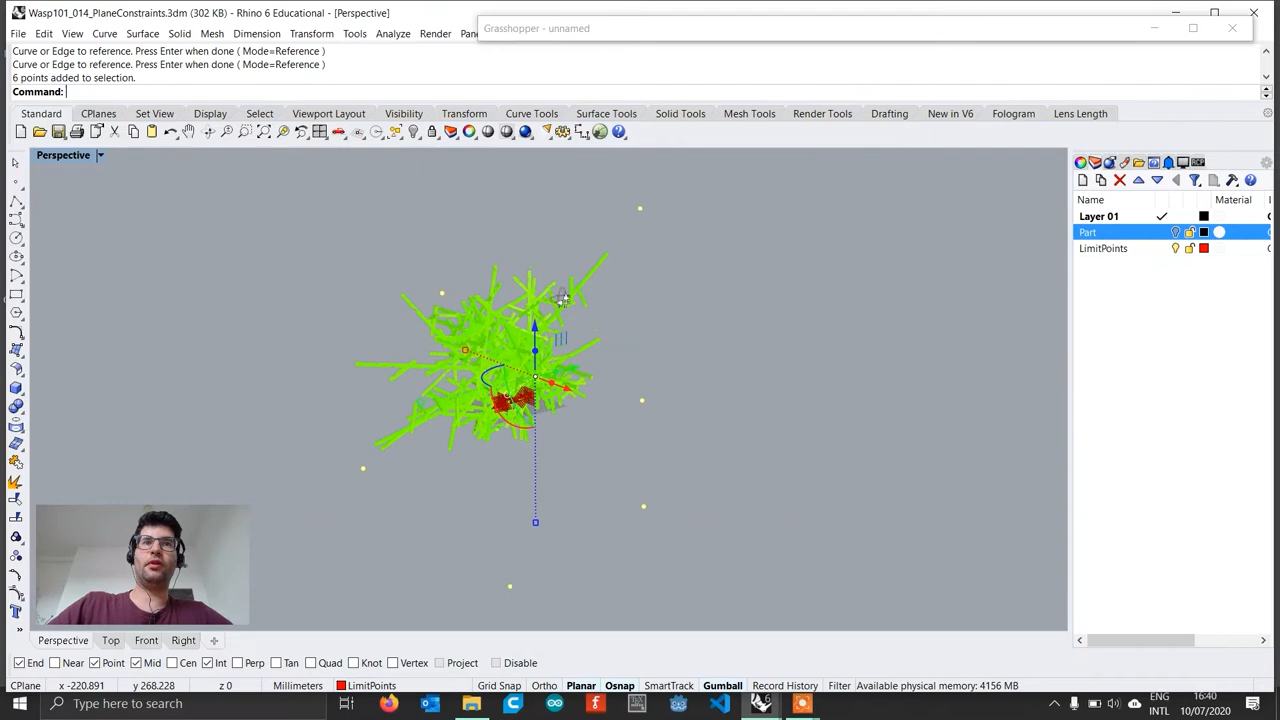 Wasp101_014_PlaneConstraints.3dm (302 KB) - Rhino 6 Educational - [Perspective]
Grasshopper - unnamed
File Edit View Curve Surface Solid Mesh Dimension Transform Tools Analyze Render
Curve or Edge to reference. Press Enter when done ( Mode=Reference )
Curve or Edge to reference. Press Enter when done ( Mode=Reference )
6 points added to selection.
Command:
Standard CPlanes Set View Display Select Viewport Layout Visibility Transform Curve Tools Surface Tools Solid Tools Mesh Tools Render Tools Drafting New in V6 Fologram Lens Length
Perspective
Name Material
Layer 01
Part
LimitPoints
Perspective Top Front Right
End Near Point Mid Cen Int Perp Tan Quad Knot Vertex Project Disable
CPlane x -220.891 y 268.228 z 0 Millimeters LimitPoints Grid Snap Ortho Planar Osnap SmartTrack Gumball Record History Filter Available physical memory: 4156 MB
Type here to search
ENG 16:40
INTL 10/07/2020